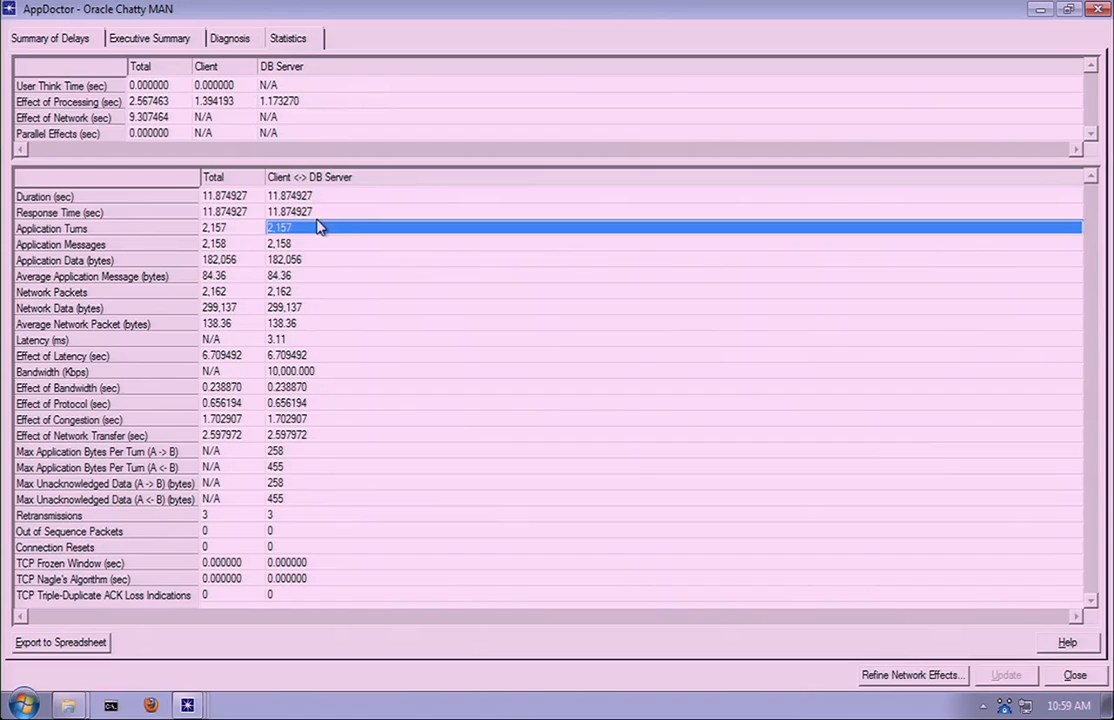 AppDoctor - Oracle Chatty MAN
Summary of Delays Executive Summary Diagnosis Statistics
Total Client DB Server
User Think Time (sec) 0.000000 0.000000 N/A
Effect of Processing (sec) 2.567463 1.394193 1.173270
Effect of Network (sec) 9.307464 N/A N/A
Parallel Effects (sec) 0.000000 N/A N/A
Total Client <-> DB Server
Duration (sec) 11.874927 11.874927
Response Time (sec) 11.874927 11.874927
Application Turns 2,157 2,157
Application Messages 2,158 2,158
Application Data (bytes) 182,056 182,056
Average Application Message (bytes) 84.36 84.36
Network Packets 2,162 2,162
Network Data (bytes) 299,137 299,137
Average Network Packet (bytes) 138.36 138.36
Latency (ms) N/A 3.11
Effect of Latency (sec) 6.709492 6.709492
Bandwidth (Kbps) N/A 10,000.000
Effect of Bandwidth (sec) 0.238870 0.238870
Effect of Protocol (sec) 0.656194 0.656194
Effect of Congestion (sec) 1.702907 1.702907
Effect of Network Transfer (sec) 2.597972 2.597972
Max Application Bytes Per Turn (A -> B) N/A 258
Max Application Bytes Per Turn (A <- B) N/A 455
Max Unacknowledged Data (A -> B) (bytes) N/A 258
Max Unacknowledged Data (A <- B) (bytes) N/A 455
Retransmissions 3 3
Out of Sequence Packets 0 0
Connection Resets 0 0
TCP Frozen Window (sec) 0.000000 0.000000
TCP Nagle's Algorithm (sec) 0.000000 0.000000
TCP Triple-Duplicate ACK Loss Indications 0 0
Export to Spreadsheet Help
Refine Network Effects... Update Close
10:59 AM